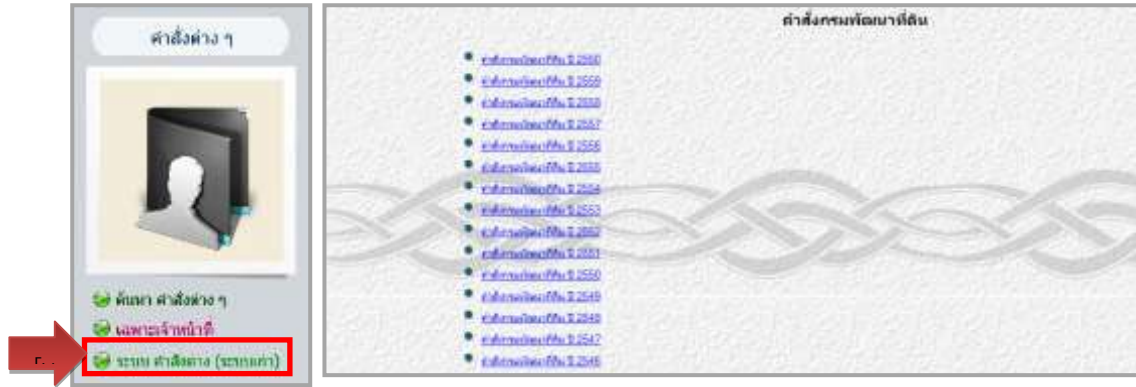 คำสั่งต่าง ๆ
ค้นหา คำสั่งต่าง ๆ
เฉพาะเจ้าหน้าที่
ระบบ คำสั่งต่าง (ระบบเก่า)
คำสั่งกรมพัฒนาที่ดิน
คำสั่งกรมพัฒนาที่ดิน ปี 2560
คำสั่งกรมพัฒนาที่ดิน ปี 2559
คำสั่งกรมพัฒนาที่ดิน ปี 2558
คำสั่งกรมพัฒนาที่ดิน ปี 2557
คำสั่งกรมพัฒนาที่ดิน ปี 2556
คำสั่งกรมพัฒนาที่ดิน ปี 2555
คำสั่งกรมพัฒนาที่ดิน ปี 2554
คำสั่งกรมพัฒนาที่ดิน ปี 2553
คำสั่งกรมพัฒนาที่ดิน ปี 2552
คำสั่งกรมพัฒนาที่ดิน ปี 2551
คำสั่งกรมพัฒนาที่ดิน ปี 2550
คำสั่งกรมพัฒนาที่ดิน ปี 2549
คำสั่งกรมพัฒนาที่ดิน ปี 2548
คำสั่งกรมพัฒนาที่ดิน ปี 2547
คำสั่งกรมพัฒนาที่ดิน ปี 2546